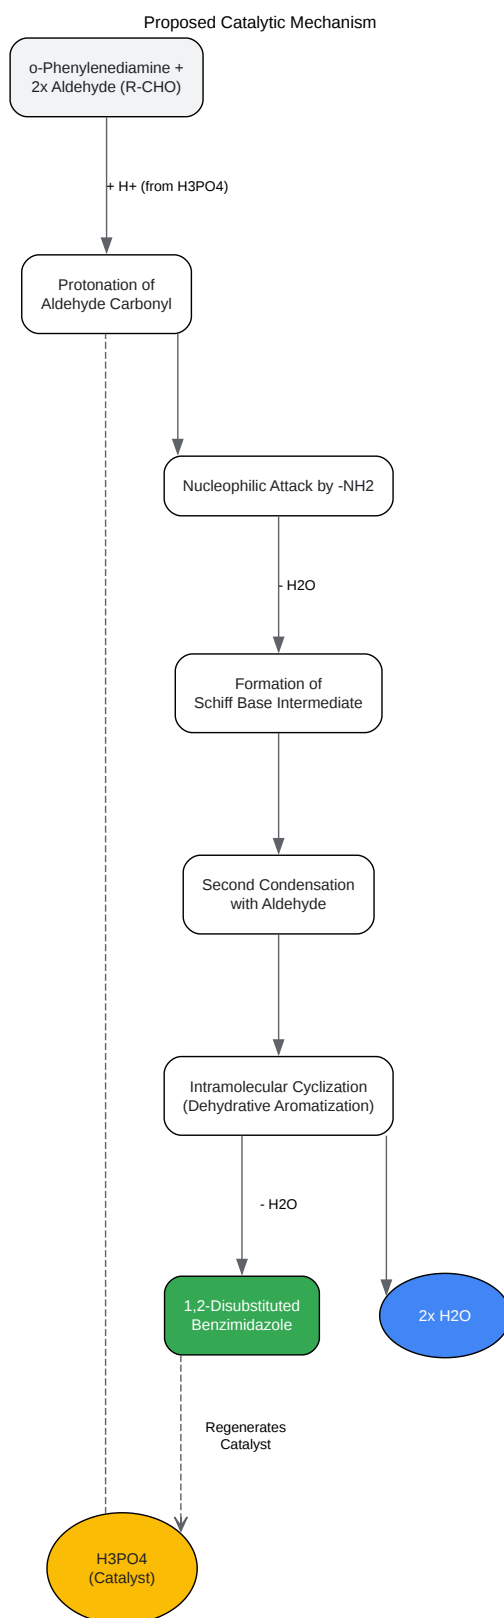 Proposed Catalytic Mechanism
o-Phenylenediamine +
2x Aldehyde (R-CHO)
+ H+ (from H3PO4)
Protonation of
Aldehyde Carbonyl
Nucleophilic Attack by -NH2
- H2O
Formation of
Schiff Base Intermediate
Second Condensation
with Aldehyde
Intramolecular Cyclization
(Dehydrative Aromatization)
- H2O
1,2-Disubstituted
Benzimidazole
2x H2O
Regenerates
Catalyst
H3PO4
(Catalyst)